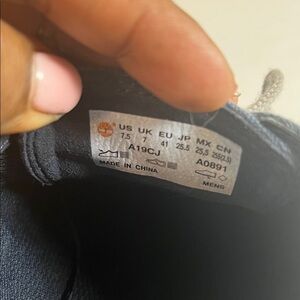 US UK EU JP MX CN
7.5 7 41 25.5 25,5 255(2.5)
A19CJ A0891
MADE IN CHINA MENS